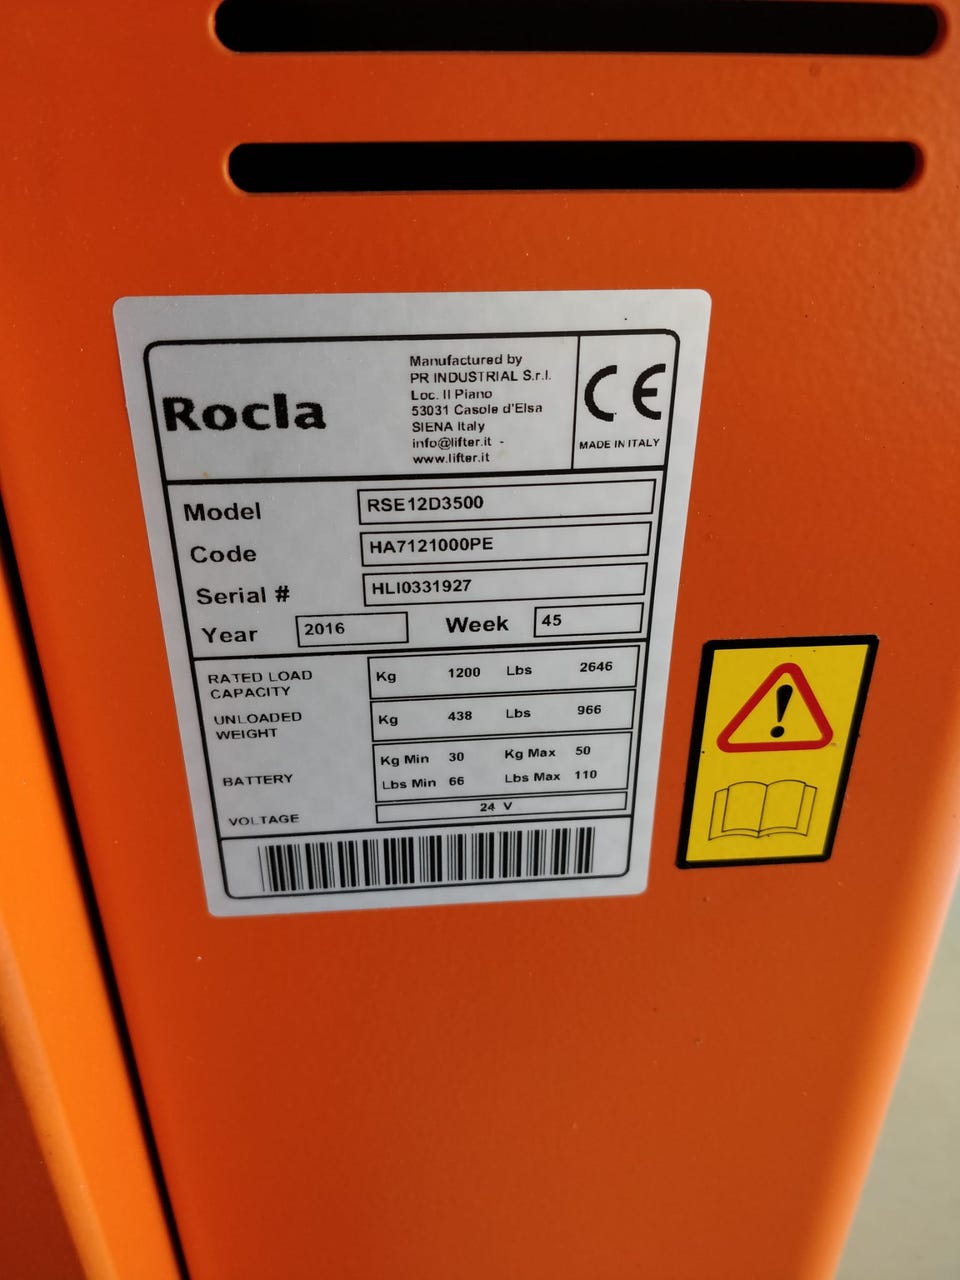 Rocla
Manufactured by
PR INDUSTRIAL S.r.l.
Loc. Il Piano
53031 Casole d'Elsa
SIENA Italy
info@lifter.it -
www.lifter.it
CE
MADE IN ITALY
Model RSE12D3500
Code HA7121000PE
Serial # HLI0331927
Year 2016 Week 45
RATED LOAD CAPACITY Kg 1200 Lbs 2646
UNLOADED WEIGHT Kg 438 Lbs 966
BATTERY Kg Min 30 Kg Max 50
Lbs Min 66 Lbs Max 110
VOLTAGE 24 V
!